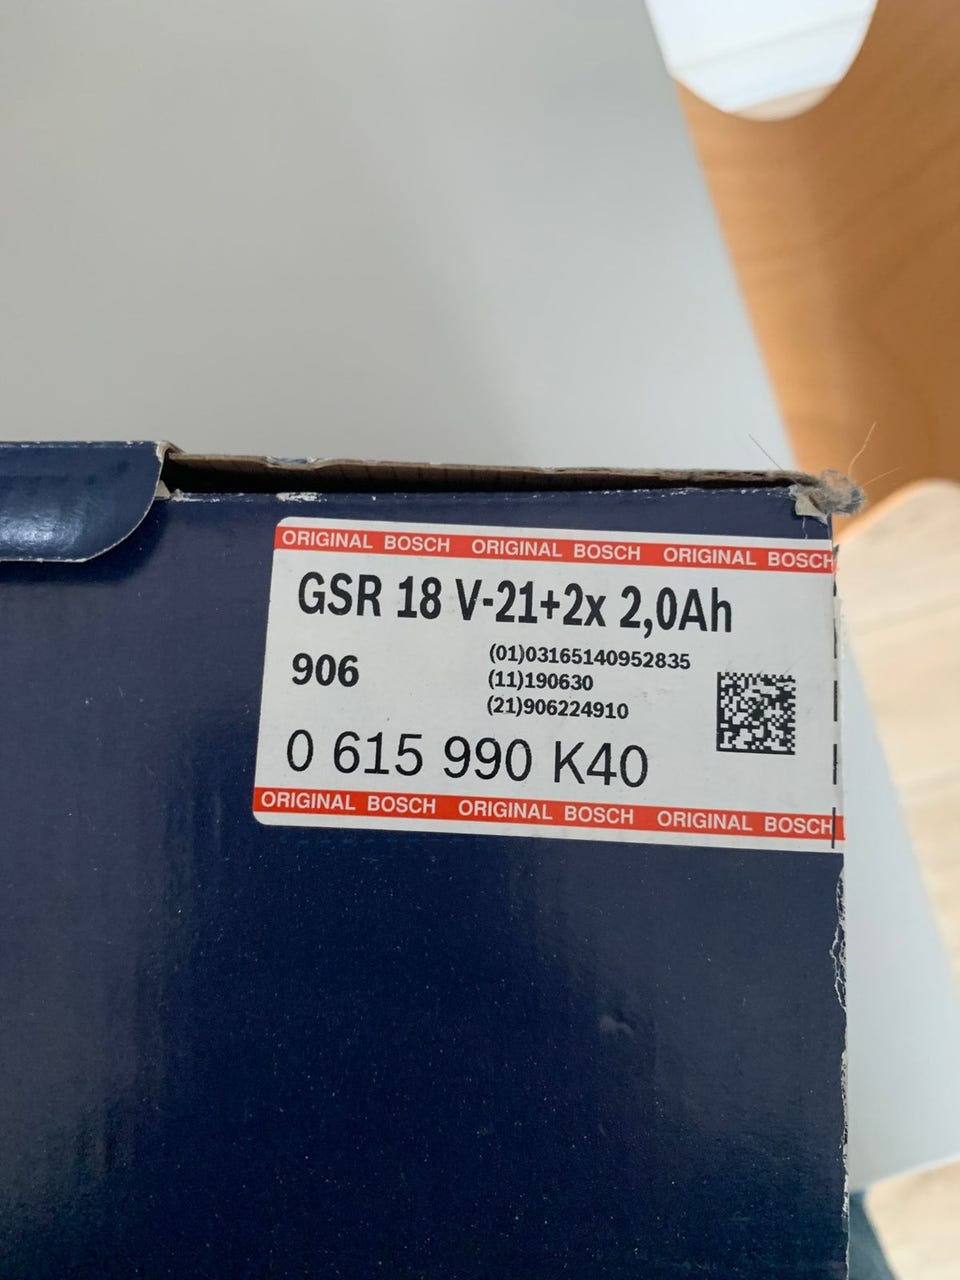 ORIGINAL BOSCH ORIGINAL BOSCH ORIGINAL BOSCH
GSR 18 V-21+2x 2,0Ah
906
(01)03165140952835
(11)190630
(21)906224910
0 615 990 K40
ORIGINAL BOSCH ORIGINAL BOSCH ORIGINAL BOSCH